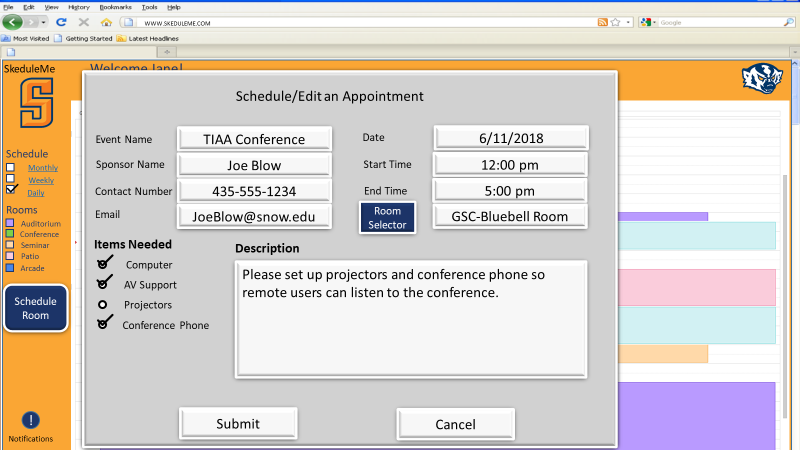 File Edit View History Bookmarks Tools Help
WWW.SKEDULEME.COM
Google
Most Visited Getting Started Latest Headlines
SkeduleMe
Welcome Jane!
S
Schedule
Monthly
Weekly
Daily
Rooms
Auditorium
Conference
Seminar
Patio
Arcade
Schedule
Room
!
Notifications
Schedule/Edit an Appointment
Event Name TIAA Conference
Sponsor Name Joe Blow
Contact Number 435-555-1234
Email JoeBlow@snow.edu
Date 6/11/2018
Start Time 12:00 pm
End Time 5:00 pm
Room
Selector
GSC-Bluebell Room
Items Needed
Computer
AV Support
Projectors
Conference Phone
Description
Please set up projectors and conference phone so
remote users can listen to the conference.
Submit
Cancel